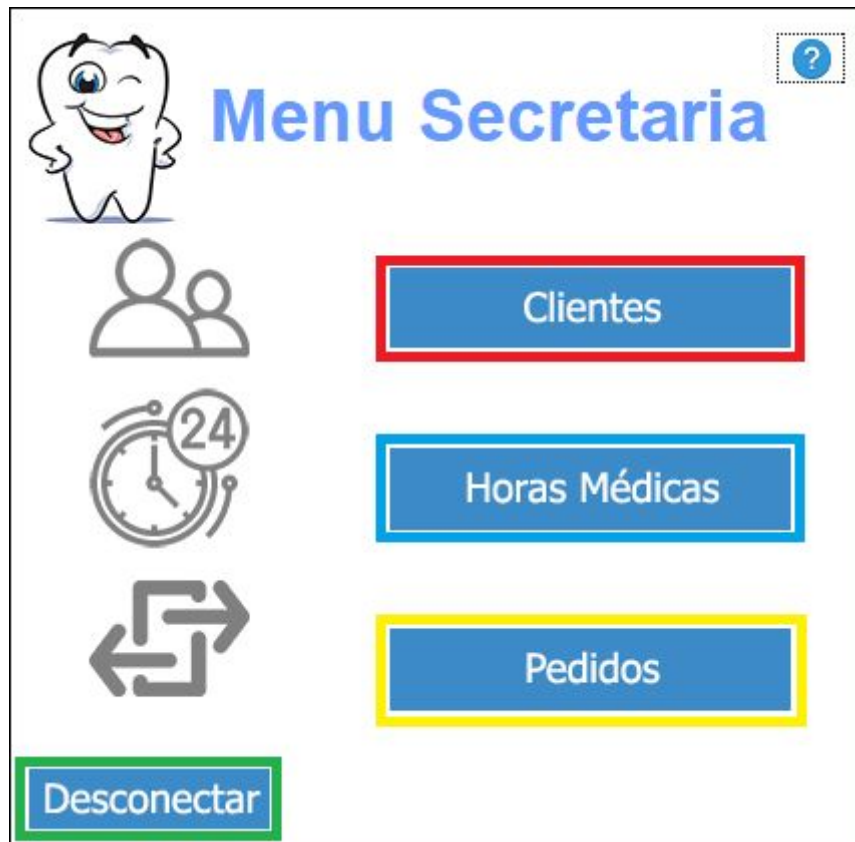 ?
Menu Secretaria
Clientes
24
Horas Médicas
Pedidos
Desconectar